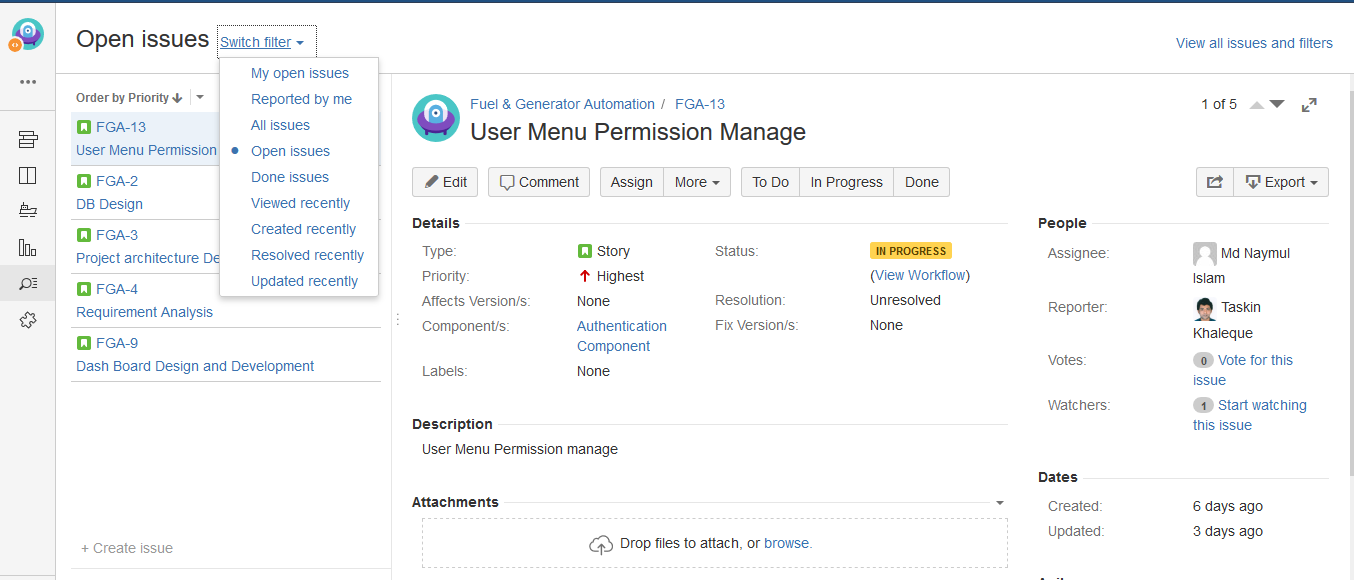 Open issues Switch filter
View all issues and filters
My open issues
Reported by me
All issues
Open issues
Done issues
Viewed recently
Created recently
Resolved recently
Updated recently
Order by Priority
FGA-13
User Menu Permission
FGA-2
DB Design
FGA-3
Project architecture De
FGA-4
Requirement Analysis
FGA-9
Dash Board Design and Development
+ Create issue
Fuel & Generator Automation / FGA-13
User Menu Permission Manage
1 of 5
Edit Comment Assign More To Do In Progress Done Export
Details
Type: Story
Priority: Highest
Affects Version/s: None
Component/s: Authentication
Component
Labels: None
Status: IN PROGRESS
(View Workflow)
Resolution: Unresolved
Fix Version/s: None
Description
User Menu Permission manage
Attachments
Drop files to attach, or browse.
People
Assignee: Md Naymul
Islam
Reporter: Taskin
Khaleque
Votes: 0 Vote for this
issue
Watchers: 1 Start watching
this issue
Dates
Created: 6 days ago
Updated: 3 days ago